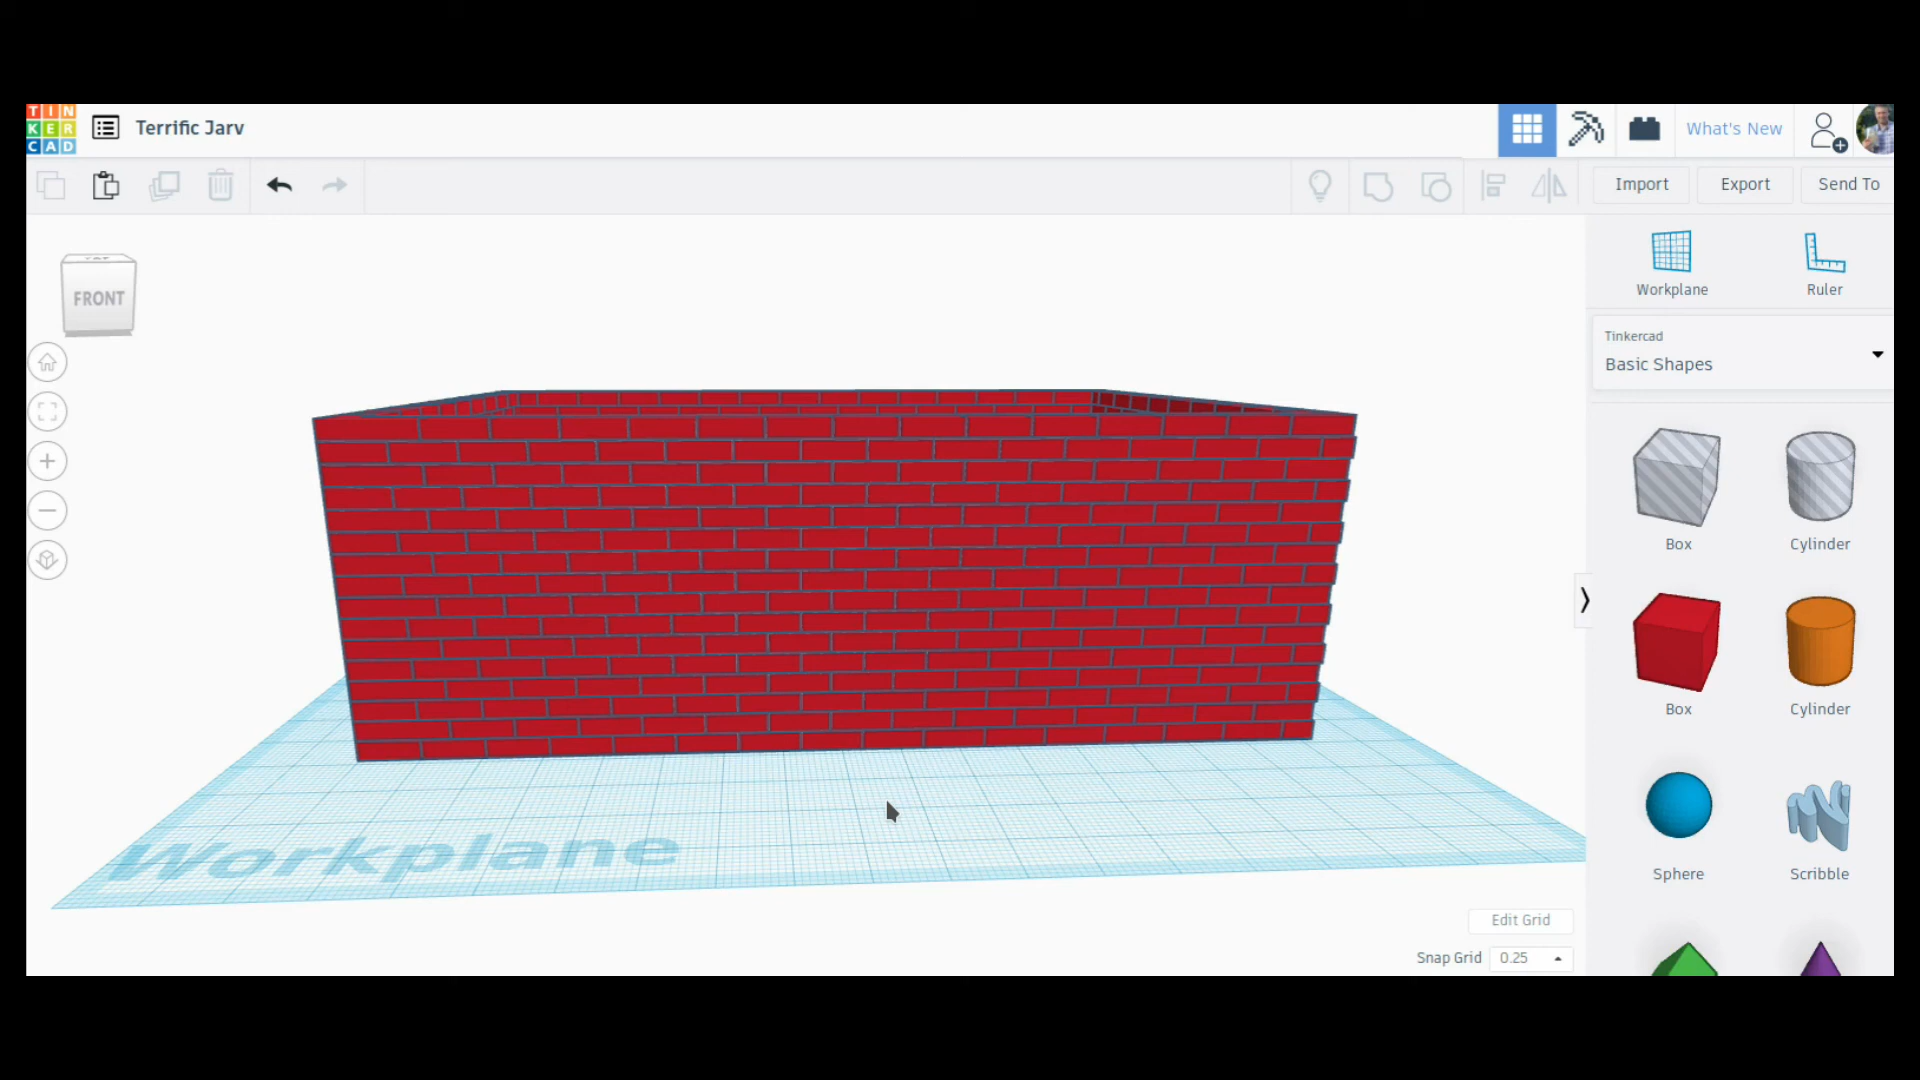 TIN
KER
CAD
Terrific Jarv
What's New
Import
Export
Send To
FRONT
Workplane
Ruler
Tinkercad
Basic Shapes
Box
Cylinder
Box
Cylinder
Sphere
Scribble
Workplane
Edit Grid
Snap Grid 0.25